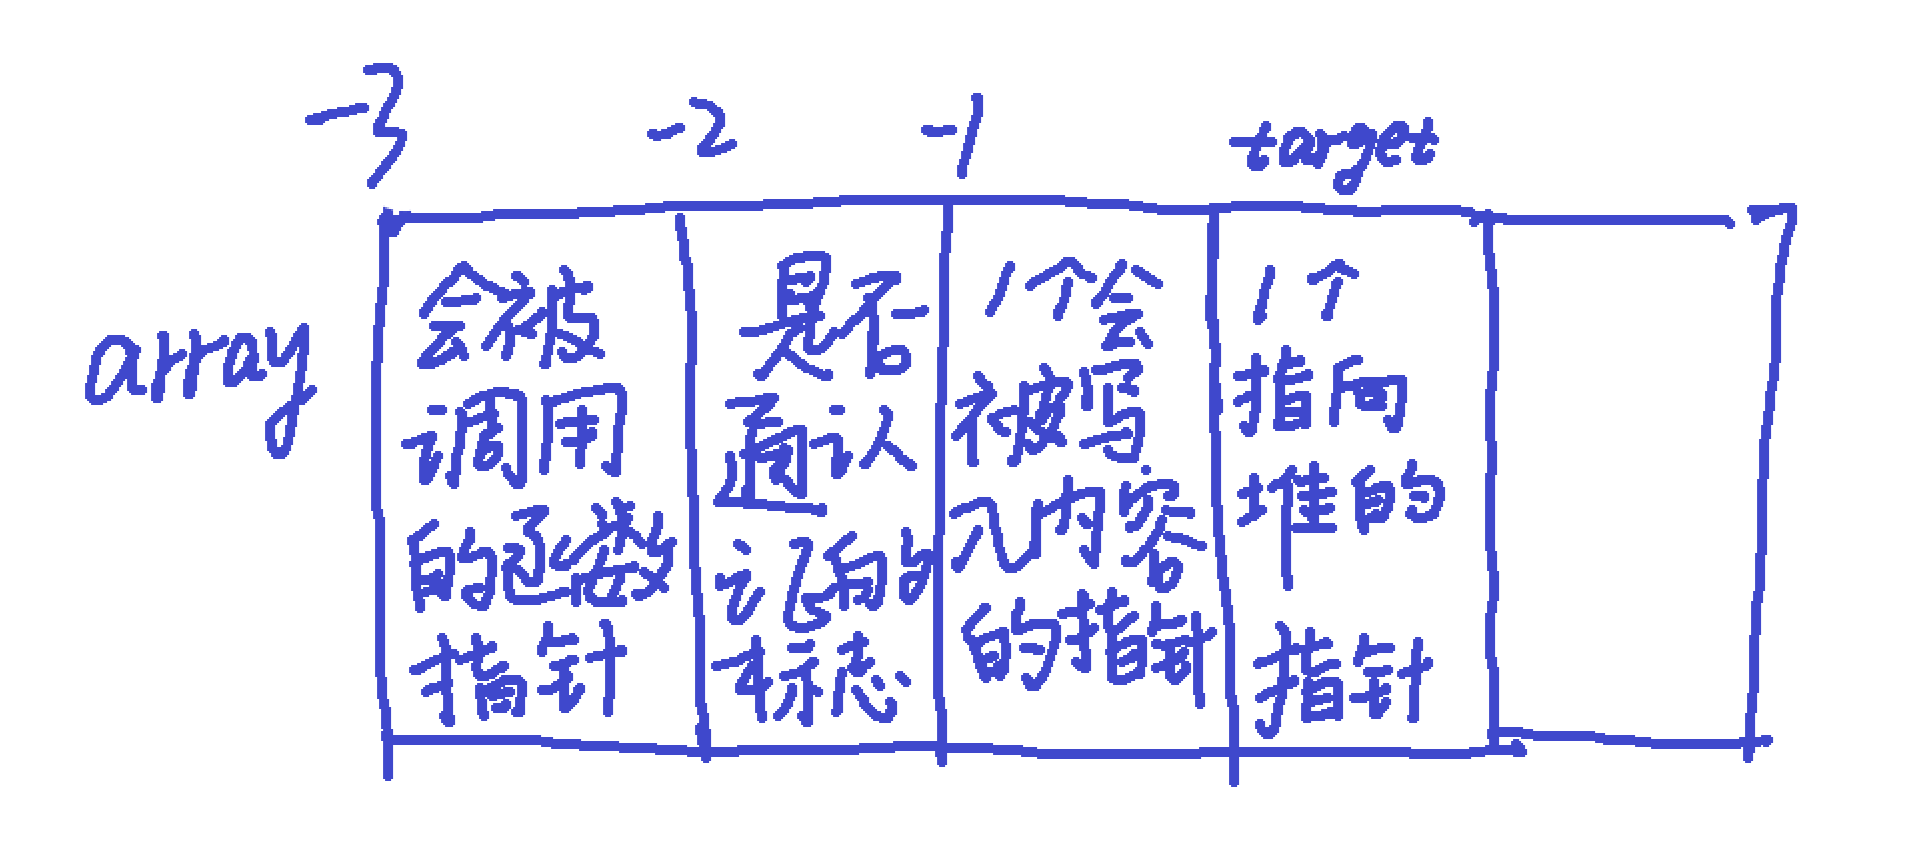 -3
-2
-1
target
array
会被
调用
的函数
指针
是否
通认
证的
标志
1个会
被写
入内容
的指针
1个
指向
堆的
指针